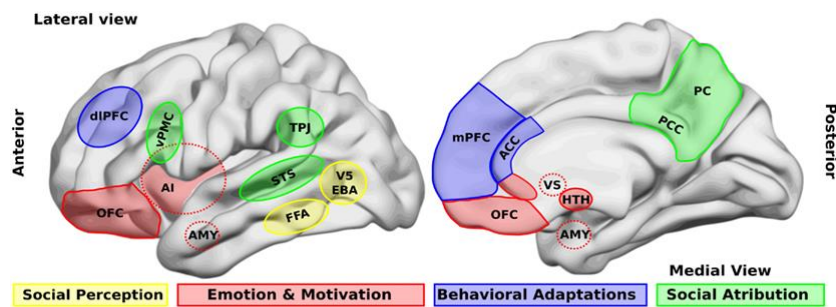 Lateral view
Anterior
dlPFC
vPMC
TPJ
AI
STS
V5
EBA
OFC
FFA
AMY
mPFC
ACC
PC
PCC
VS
HTH
OFC
AMY
Posterior
Medial View
Social Perception
Emotion & Motivation
Behavioral Adaptations
Social Atribution